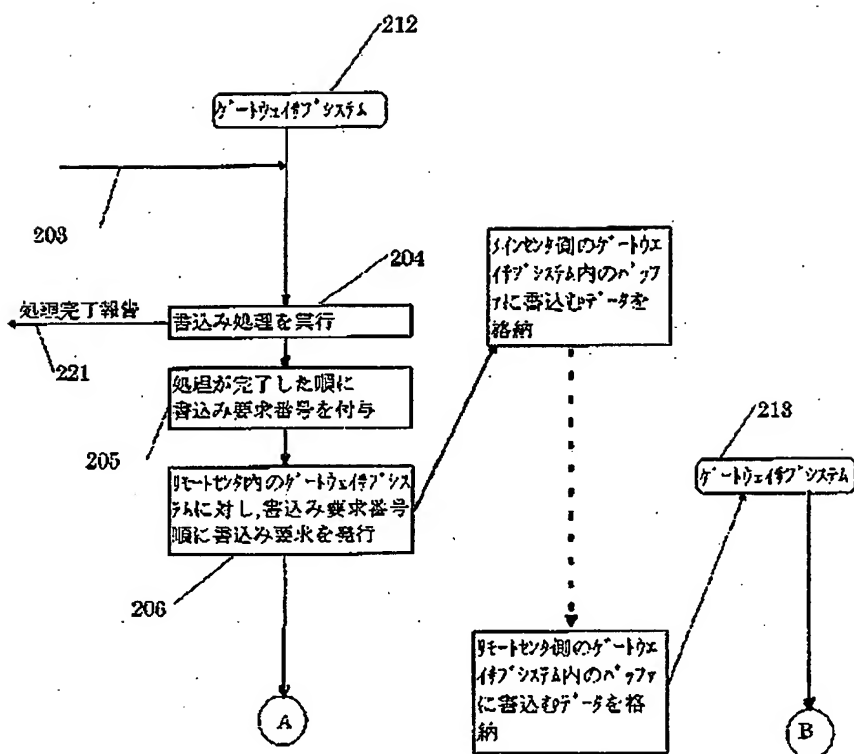 212
ゲートウェイサブシステム
203
204
処理完了報告
書込み処理を実行
221
処理が完了した順に
書込み要求番号を付与
205
リモートセンタ内のゲートウェイサブシス
テムに対し,書込み要求番号
順に書込み要求を発行
206
A
メインセンタ側のゲートウエ
イサブシステム内のバッフ
ァに書込むデータを
格納
リモートセンタ側のゲートウエ
イサブシステム内のバッファ
に書込むデータを格
納
213
ゲートウェイサブシステム
B